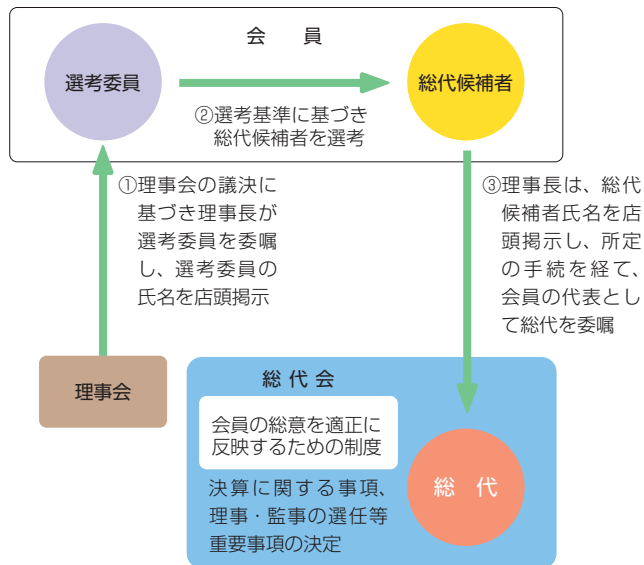 会　員
選考委員
総代候補者
②選考基準に基づき
総代候補者を選考
①理事会の議決に
基づき理事長が
選考委員を委嘱
し、選考委員の
氏名を店頭掲示
③理事長は、総代
候補者氏名を店
頭掲示し、所定
の手続を経て、
会員の代表とし
て総代を委嘱
理事会
総代会
会員の総意を適正に
反映するための制度
決算に関する事項、
理事・監事の選任等
重要事項の決定
総　代